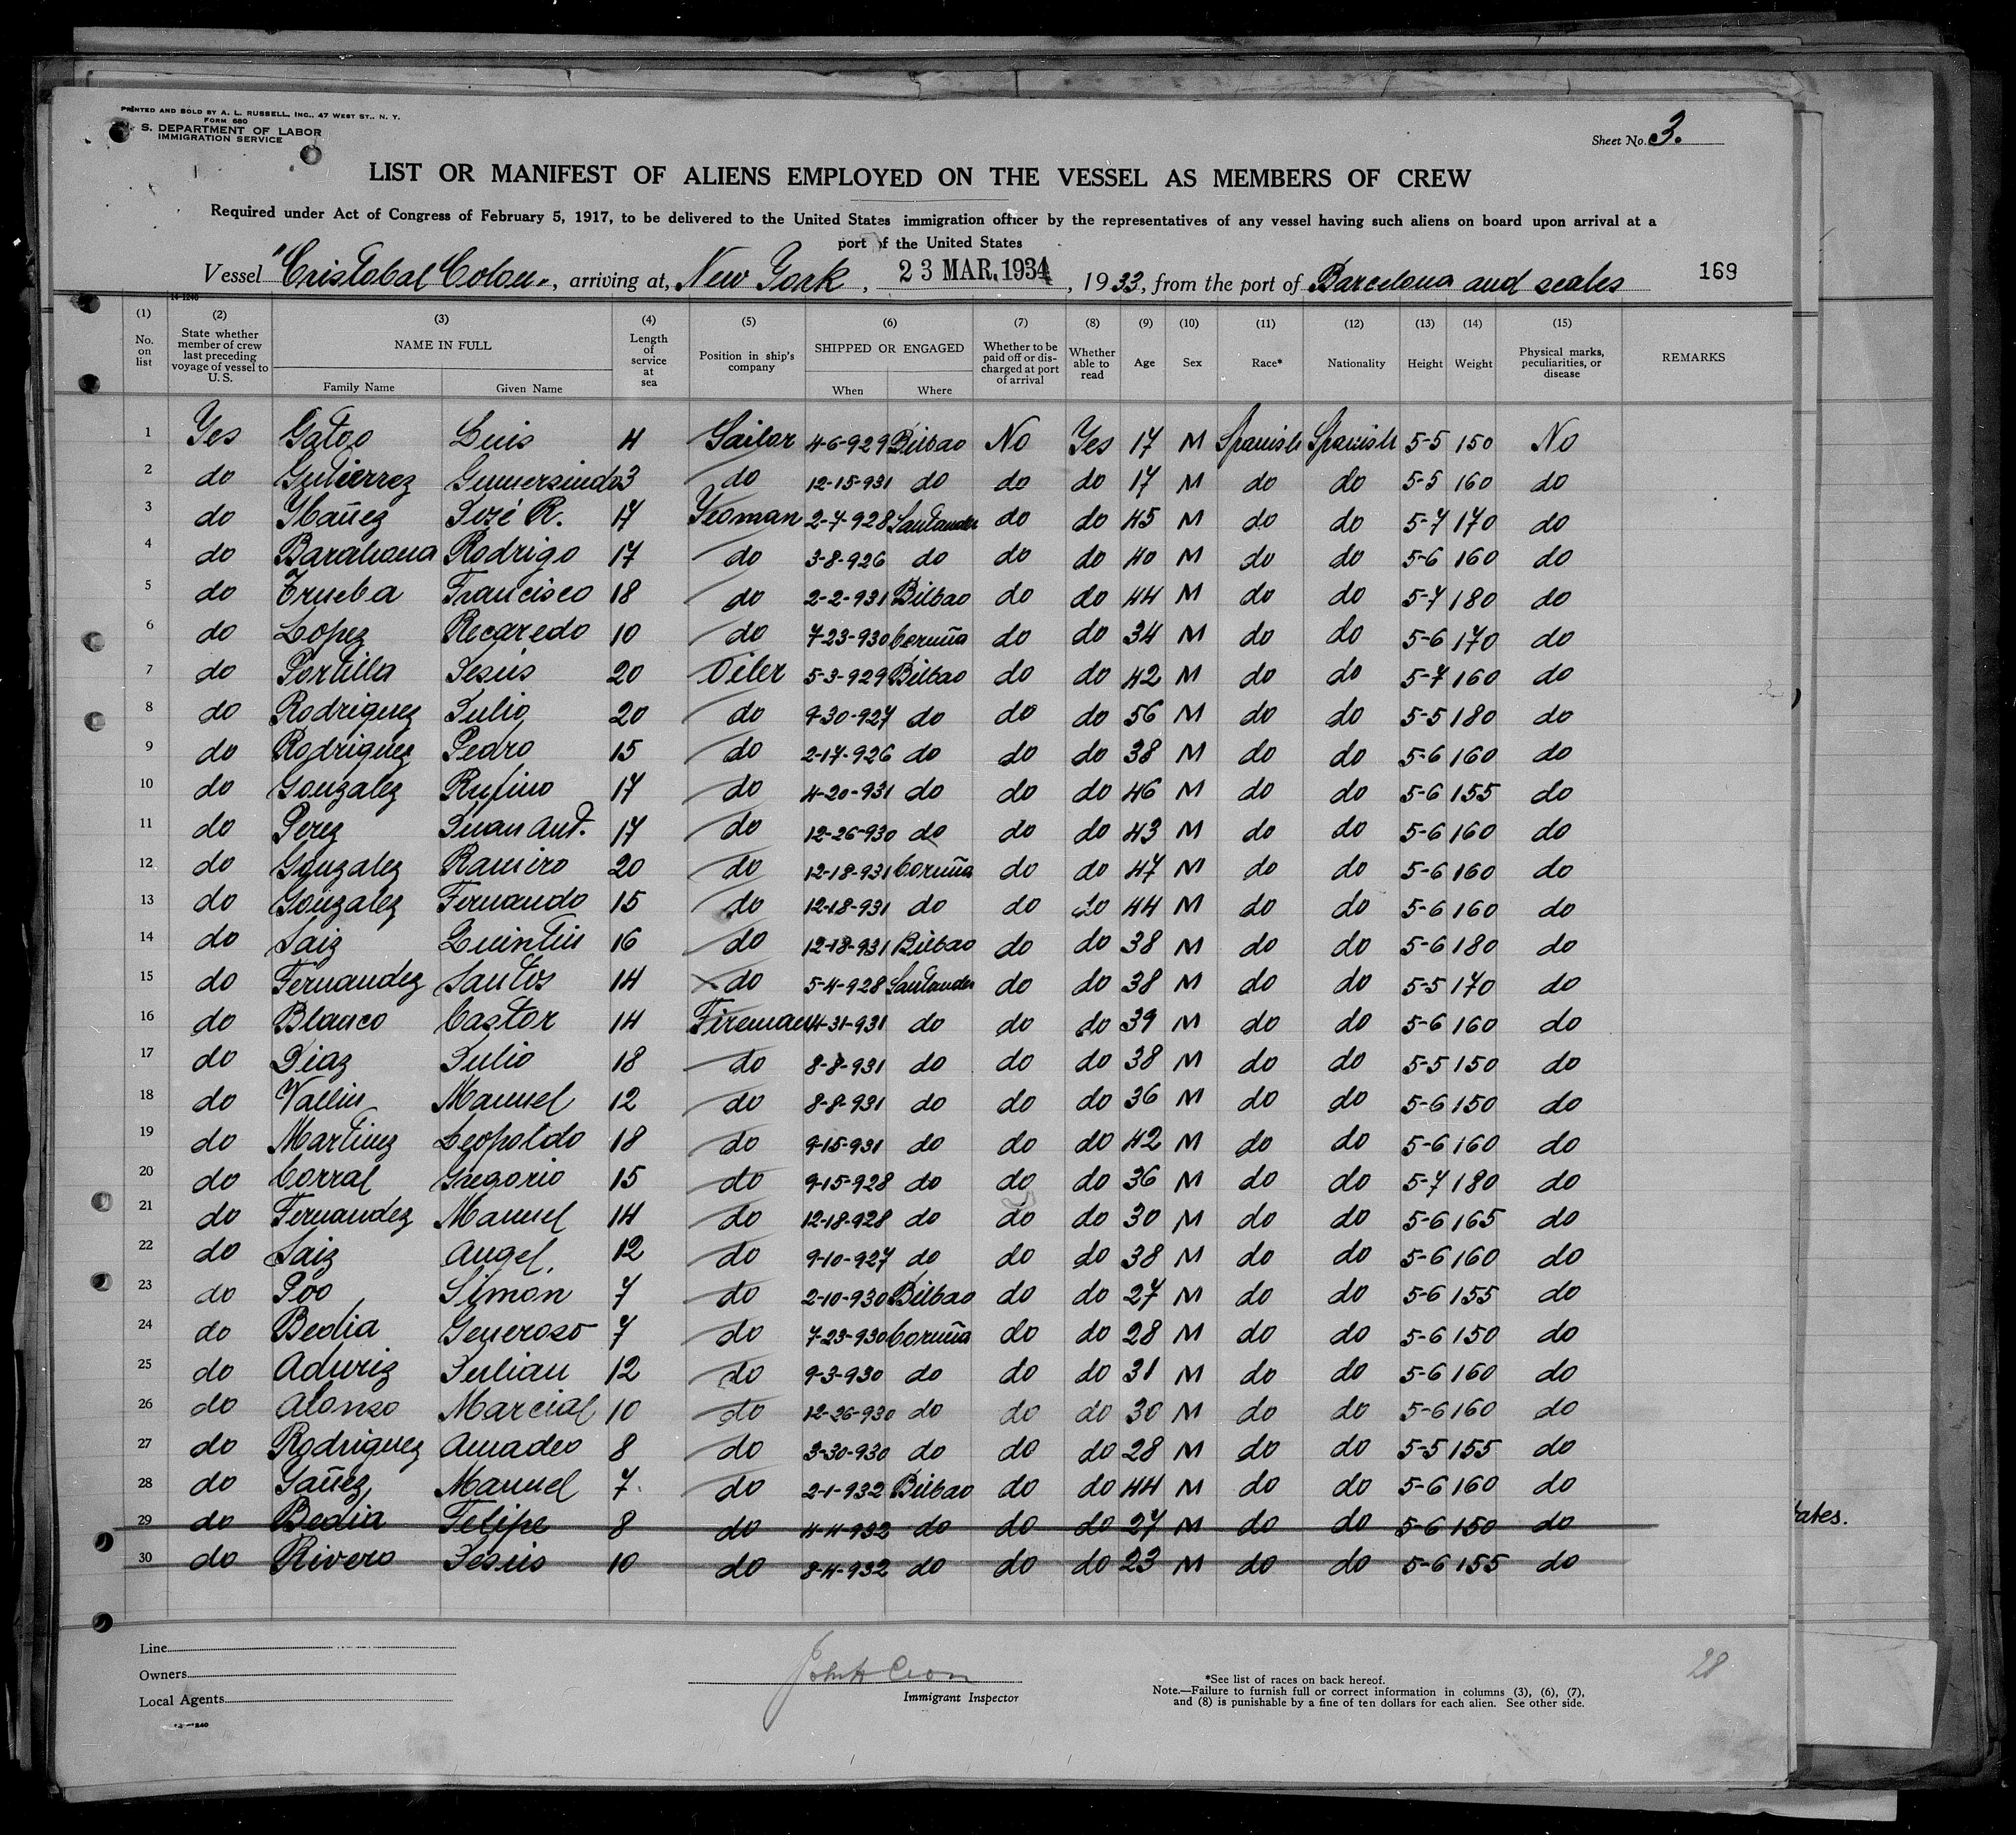 PRINTED AND SOLD BY A. L. RUSSELL, INC., 47 WEST ST., N. Y.
FORM 680
S. DEPARTMENT OF LABOR
IMMIGRATION SERVICE
Sheet No. 3.
LIST OR MANIFEST OF ALIENS EMPLOYED ON THE VESSEL AS MEMBERS OF CREW
Required under Act of Congress of February 5, 1917, to be delivered to the United States immigration officer by the representatives of any vessel having such aliens on board upon arrival at a
port of the United States
Vessel "Cristobal Colon", arriving at, New York, 23 MAR. 1934, 1933, from the port of Barcelona and scales 169
14-1240
(1) (2) (3) (4) (5) (6) (7) (8) (9) (10) (11) (12) (13) (14) (15)
No. on list State whether member of crew last preceding voyage of vessel to U. S. NAME IN FULL Length of service at sea Position in ship's company SHIPPED OR ENGAGED Whether to be paid off or discharged at port of arrival Whether able to read Age Sex Race* Nationality Height Weight Physical marks, peculiarities, or disease REMARKS
Family Name Given Name When Where
1 Yes Gatoo Luis 4 Sailor 4-6-929 Bilbao No Yes 17 M Spanish Spanish 5-5 150 No
2 do Gutierrez Gumersindo 3 do 12-15-931 do do do 17 M do do 5-5 160 do
3 do Ybañez José R. 17 Yeoman 2-7-928 Santander do do 45 M do do 5-7 170 do
4 do Barahona Rodrigo 17 do 3-8-926 do do do 40 M do do 5-6 160 do
5 do Trueba Francisco 18 do 2-2-931 Bilbao do do 44 M do do 5-7 180 do
6 do Lopez Recaredo 10 do 7-23-930 Coruña do do 34 M do do 5-6 170 do
7 do Portilla Jesus 20 Oiler 5-3-929 Bilbao do do 42 M do do 5-7 160 do
8 do Rodriguez Julio 20 do 9-30-927 do do do 56 M do do 5-5 180 do
9 do Rodriguez Pedro 15 do 2-17-926 do do do 38 M do do 5-6 160 do
10 do Gonzalez Rufino 17 do 4-20-931 do do do 46 M do do 5-6 155 do
11 do Perez Juan Ant. 17 do 12-26-930 do do do 43 M do do 5-6 160 do
12 do Gonzalez Ramiro 20 do 12-18-931 Coruña do do 47 M do do 5-6 160 do
13 do Gonzalez Fernando 15 do 12-18-931 do do do 44 M do do 5-6 160 do
14 do Saiz Quintin 16 do 12-13-931 Bilbao do do 38 M do do 5-6 180 do
15 do Fernandez Santos 14 do 5-4-928 Santander do do 38 M do do 5-5 170 do
16 do Blanco Castor 14 Fireman 4-31-931 do do do 39 M do do 5-6 160 do
17 do Diaz Julio 18 do 8-8-931 do do do 38 M do do 5-5 150 do
18 do Vallin Manuel 12 do 8-8-931 do do do 36 M do do 5-6 150 do
19 do Martinez Leopoldo 18 do 9-15-931 do do do 42 M do do 5-6 160 do
20 do Corral Gregorio 15 do 9-15-928 do do do 36 M do do 5-7 180 do
21 do Fernandez Manuel 14 do 12-18-928 do do do 30 M do do 5-6 165 do
22 do Saiz Angel, 12 do 9-10-927 do do do 38 M do do 5-6 160 do
23 do Poo Simon 7 do 2-10-930 Bilbao do do 27 M do do 5-6 155 do
24 do Bedia Generoso 7 do 7-23-930 Coruña do do 28 M do do 5-6 150 do
25 do Aduriz Julian 12 do 9-3-930 do do do 31 M do do 5-6 160 do
26 do Alonso Marcial 10 do 12-26-930 do do do 30 M do do 5-6 160 do
27 do Rodriguez Amadeo 8 do 3-30-930 do do do 28 M do do 5-5 155 do
28 do Yañez Manuel 7 do 2-1-932 Bilbao do do 44 M do do 5-6 160 do
29 do Bedia Felipe 8 do 4-4-932 do do do 27 M do do 5-6 150 do
30 do Rivero Jesus 10 do 8-4-932 do do do 23 M do do 5-6 155 do
tates.
Line
Owners
Local Agents
Immigrant Inspector
*See list of races on back hereof.
Note.—Failure to furnish full or correct information in columns (3), (6), (7),
and (8) is punishable by a fine of ten dollars for each alien. See other side.
28